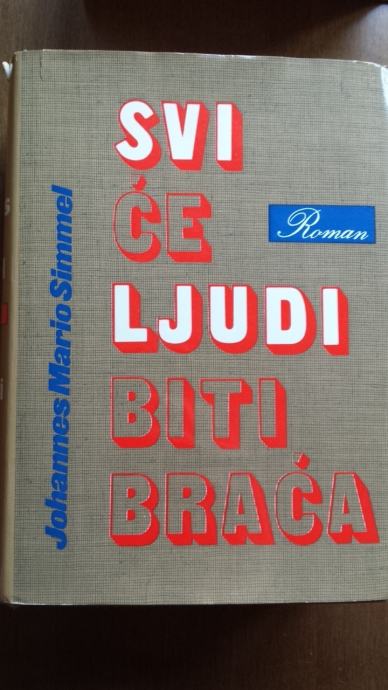 SVI
ĆE
Roman
LJUDI
BITI
BRAĆA
Johannes Mario Simmel